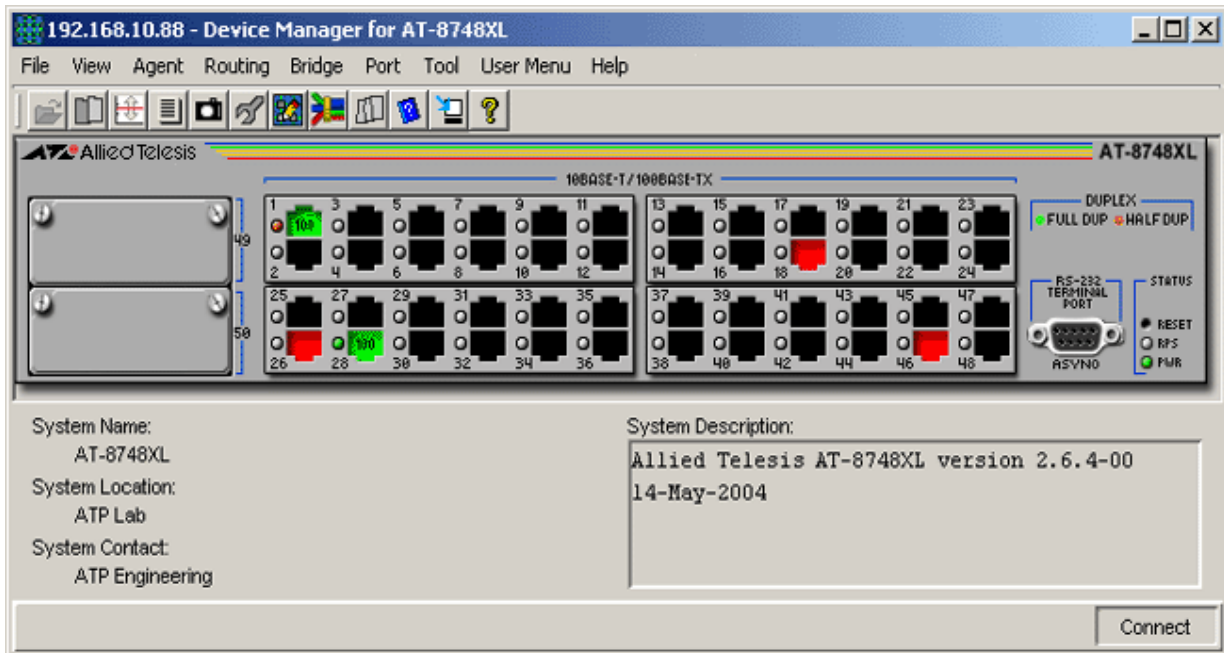 192.168.10.88 - Device Manager for AT-8748XL
File View Agent Routing Bridge Port Tool User Menu Help
Allied Telesis
AT-8748XL
10BASE-T/100BASE-TX
1 3 5 7 9 11 13 15 17 19 21 23
100
49
2 4 6 8 10 12 14 16 18 20 22 24
DUPLEX
FULL DUP HALF DUP
25 27 29 31 33 35 37 39 41 43 45 47
100
50
26 28 30 32 34 36 38 40 42 44 46 48
RS-232
TERMINAL
PORT
ASYN0
STATUS
RESET
RPS
PWR
System Name:
AT-8748XL
System Location:
ATP Lab
System Contact:
ATP Engineering
System Description:
Allied Telesis AT-8748XL version 2.6.4-00
14-May-2004
Connect